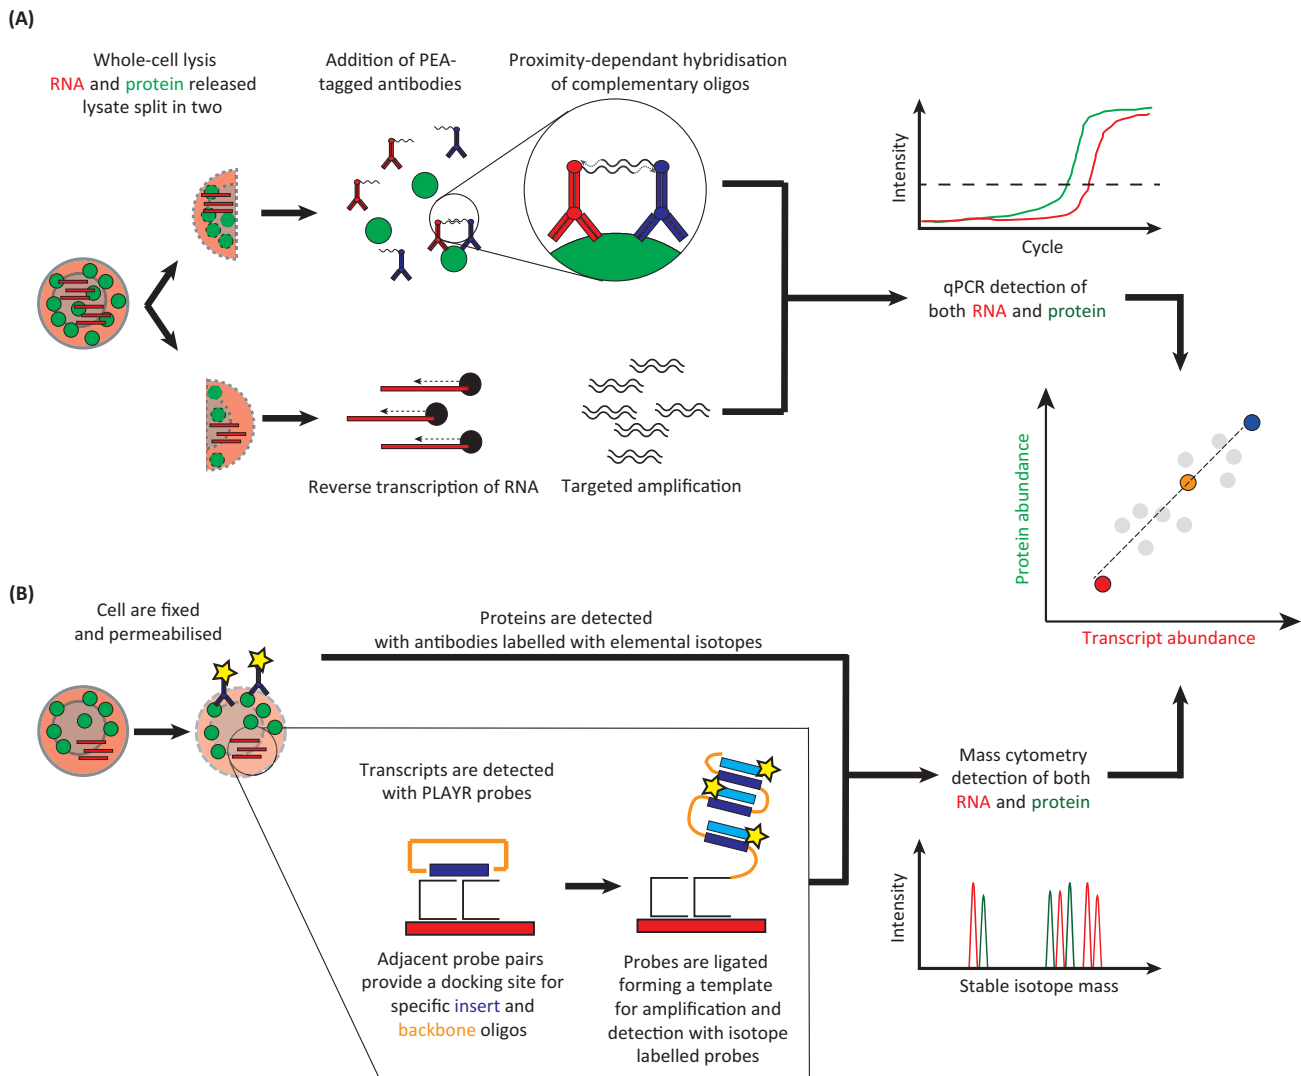 (A)
Whole-cell lysis
RNA and protein released
lysate split in two
Addition of PEA-
tagged antibodies
Proximity-dependant hybridisation
of complementary oligos
Intensity
Cycle
qPCR detection of
both RNA and protein
Reverse transcription of RNA
Targeted amplification
Protein abundance
Transcript abundance
(B)
Cell are fixed
and permeabilised
Proteins are detected
with antibodies labelled with elemental isotopes
Transcripts are detected
with PLAYR probes
Adjacent probe pairs
provide a docking site for
specific insert and
backbone oligos
Probes are ligated
forming a template
for amplification and
detection with isotope
labelled probes
Mass cytometry
detection of both
RNA and protein
Intensity
Stable isotope mass